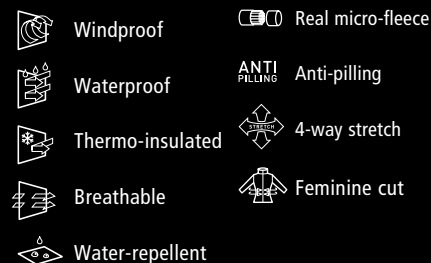 Windproof
Waterproof
Thermo-insulated
Breathable
Water-repellent
Real micro-fleece
ANTI
PILLING
Anti-pilling
STRETCH
4-way stretch
Feminine cut